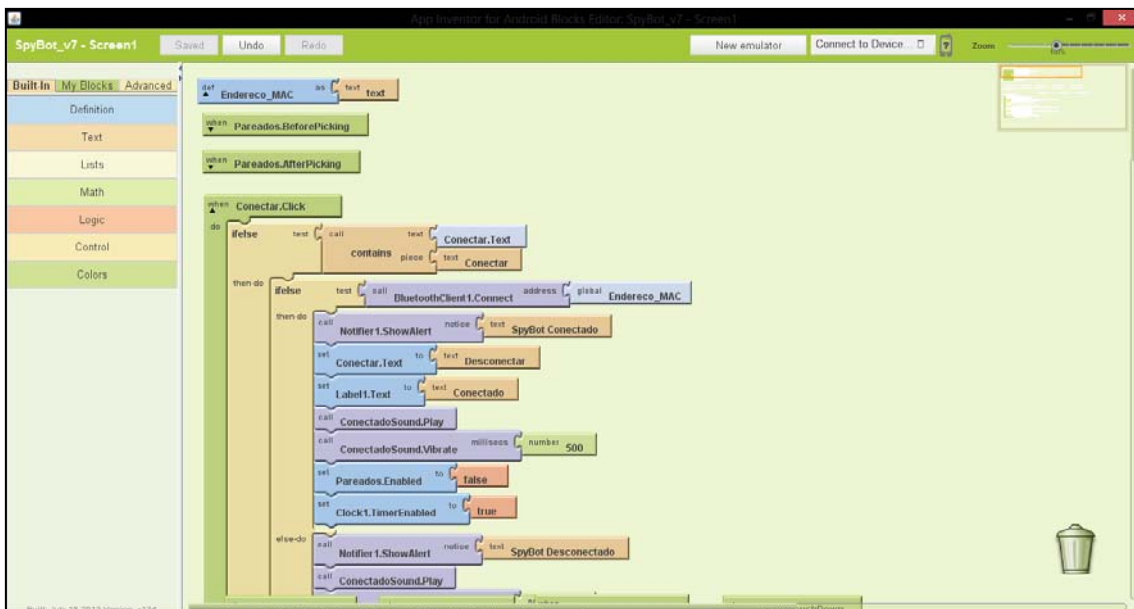 App Inventor for Android Blocks Editor: SpyBot_v7 - Screen1
SpyBot_v7 - Screen1 Saved Undo Redo New emulator Connect to Device... ? Zoom
Built-In My Blocks Advanced
Definition
Text
Lists
Math
Logic
Control
Colors
def Endereco_MAC as text text
when Pareados.BeforePicking
when Pareados.AfterPicking
when Conectar.Click
do ifelse test call contains text Conectar.Text
piece text Conectar
then-do ifelse test call BluetoothClient1.Connect address global Endereco_MAC
then-do call Notifier1.ShowAlert notice text SpyBot Conectado
set Conectar.Text to text Desconectar
set Label1.Text to text Conectado
call ConectadoSound.Play
call ConectadoSound.Vibrate millisecs number 500
set Pareados.Enabled to false
set Clock1.TimerEnabled to true
else-do call Notifier1.ShowAlert notice text SpyBot Desconectado
call ConectadoSound.Play